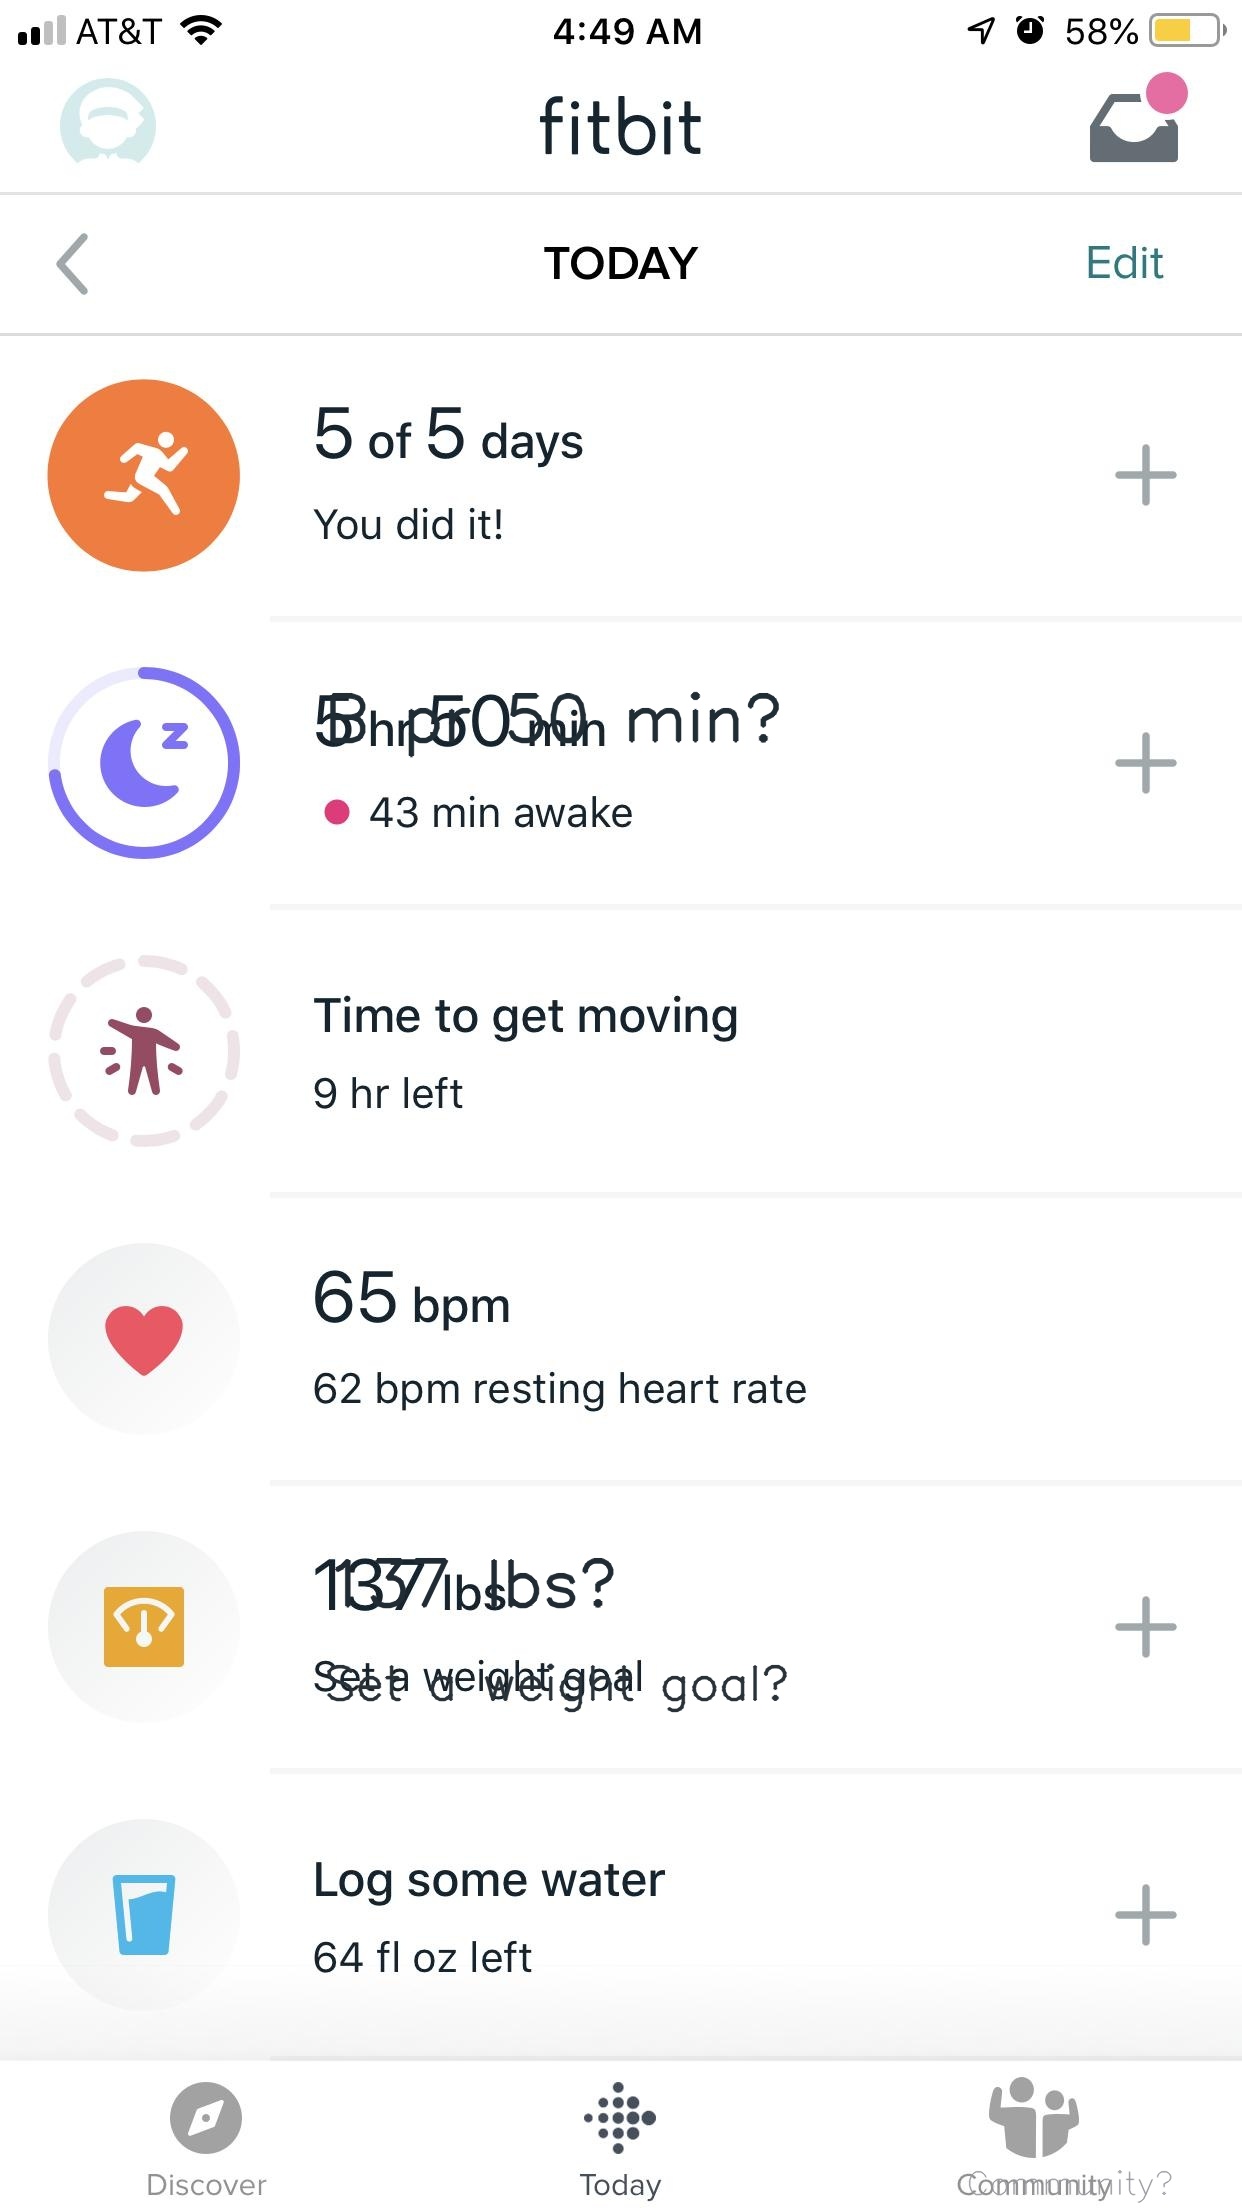 AT&T
4:49 AM
58%
fitbit
TODAY
Edit
5 of 5 days
You did it!
5 hr 50 min
43 min awake
Time to get moving
9 hr left
65 bpm
62 bpm resting heart rate
137 lbs
Set a weight goal
Log some water
64 fl oz left
Discover
Today
Community